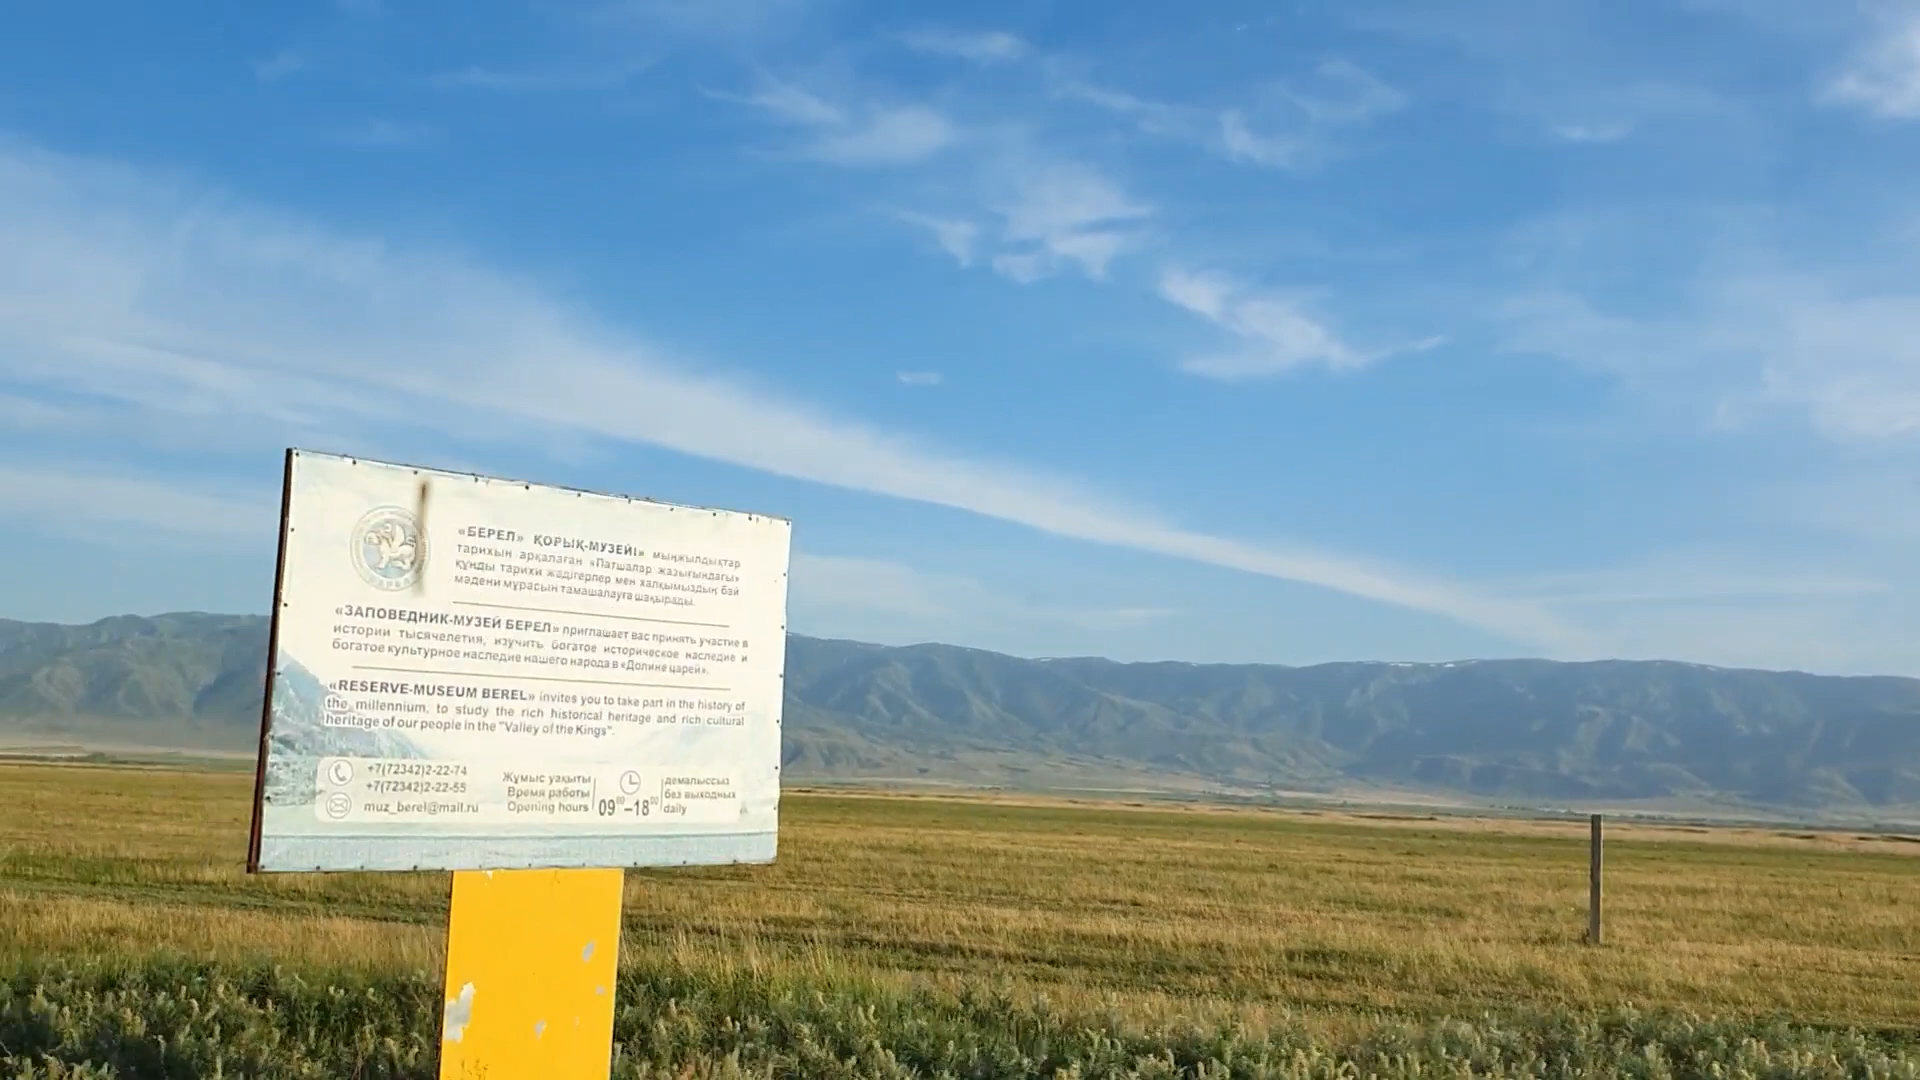 «БЕРЕЛ» ҚОРЫҚ-МУЗЕЙІ» мыңжылдықтар
тарихын арқалаған «Патшалар жазығындағы»
құнды тарихи жәдігерлер мен халқымыздың бай
мәдени мұрасын тамашалауға шақырады.
«ЗАПОВЕДНИК-МУЗЕЙ БЕРЕЛ» приглашает вас принять участие в
истории тысячелетия, изучить богатое историческое наследие и
богатое культурное наследие нашего народа в «Долине царей».
«RESERVE-MUSEUM BEREL» invites you to take part in the history of
the millennium, to study the rich historical heritage and rich cultural
heritage of our people in the "Valley of the Kings".
+7(72342)2-22-74
+7(72342)2-22-55
muz_berel@mail.ru
Жұмыс уақыты
Время работы
Opening hours
09⁰⁰–18⁰⁰
демалыссыз
без выходных
daily